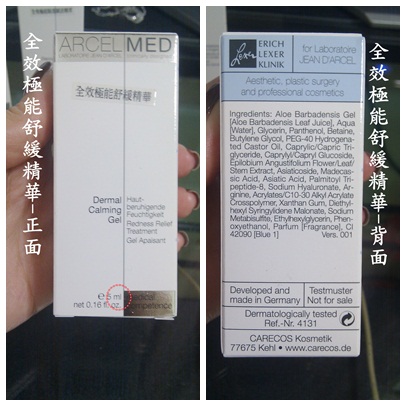 全效極能舒緩精華-正面
ARCELMED
LABORATOIRE JEAN D'ARCEL
全效極能舒緩精華
Dermal
Calming
Gel
Haut-
beruhigende
Feuchtigkeit
Redness Relief
Treatment
Gel Apaisant
℮ 5 ml
net 0.16 fl. oz.
全效極能舒緩精華-背面
Lexer
ERICH
LEXER
KLINIK
for Laboratoire
JEAN D'ARCEL
Aesthetic, plastic surgery
and professional cosmetics
Ingredients: Aloe Barbadensis Gel
[Aloe Barbadensis Leaf Juice], Aqua
[Water], Glycerin, Panthenol, Betaine,
Butylene Glycol, PEG-40 Hydrogena-
ted Castor Oil, Caprylic/Capric Tri-
glyceride, Caprylyl/Capryl Glucoside,
Epilobium Angustifolium Flower/Leaf/
Stem Extract, Asiaticoside, Madecas-
sic Acid, Asiatic Acid, Palmitoyl Tri-
peptide-8, Sodium Hyaluronate, Ar-
ginine, Acrylates/C10-30 Alkyl Acrylate
Crosspolymer, Xanthan Gum, Diethyl-
hexyl Syringylidene Malonate, Sodium
Metabisulfite, Ethylhexylglycerin, Phen-
oxyethanol, Parfum [Fragrance], CI
42090 [Blue 1] Vers. 001
Developed and
made in Germany
Testmuster
Not for sale
Dermatologically tested
Ref.-Nr. 4131
CARECOS Kosmetik
77675 Kehl • www.carecos.de